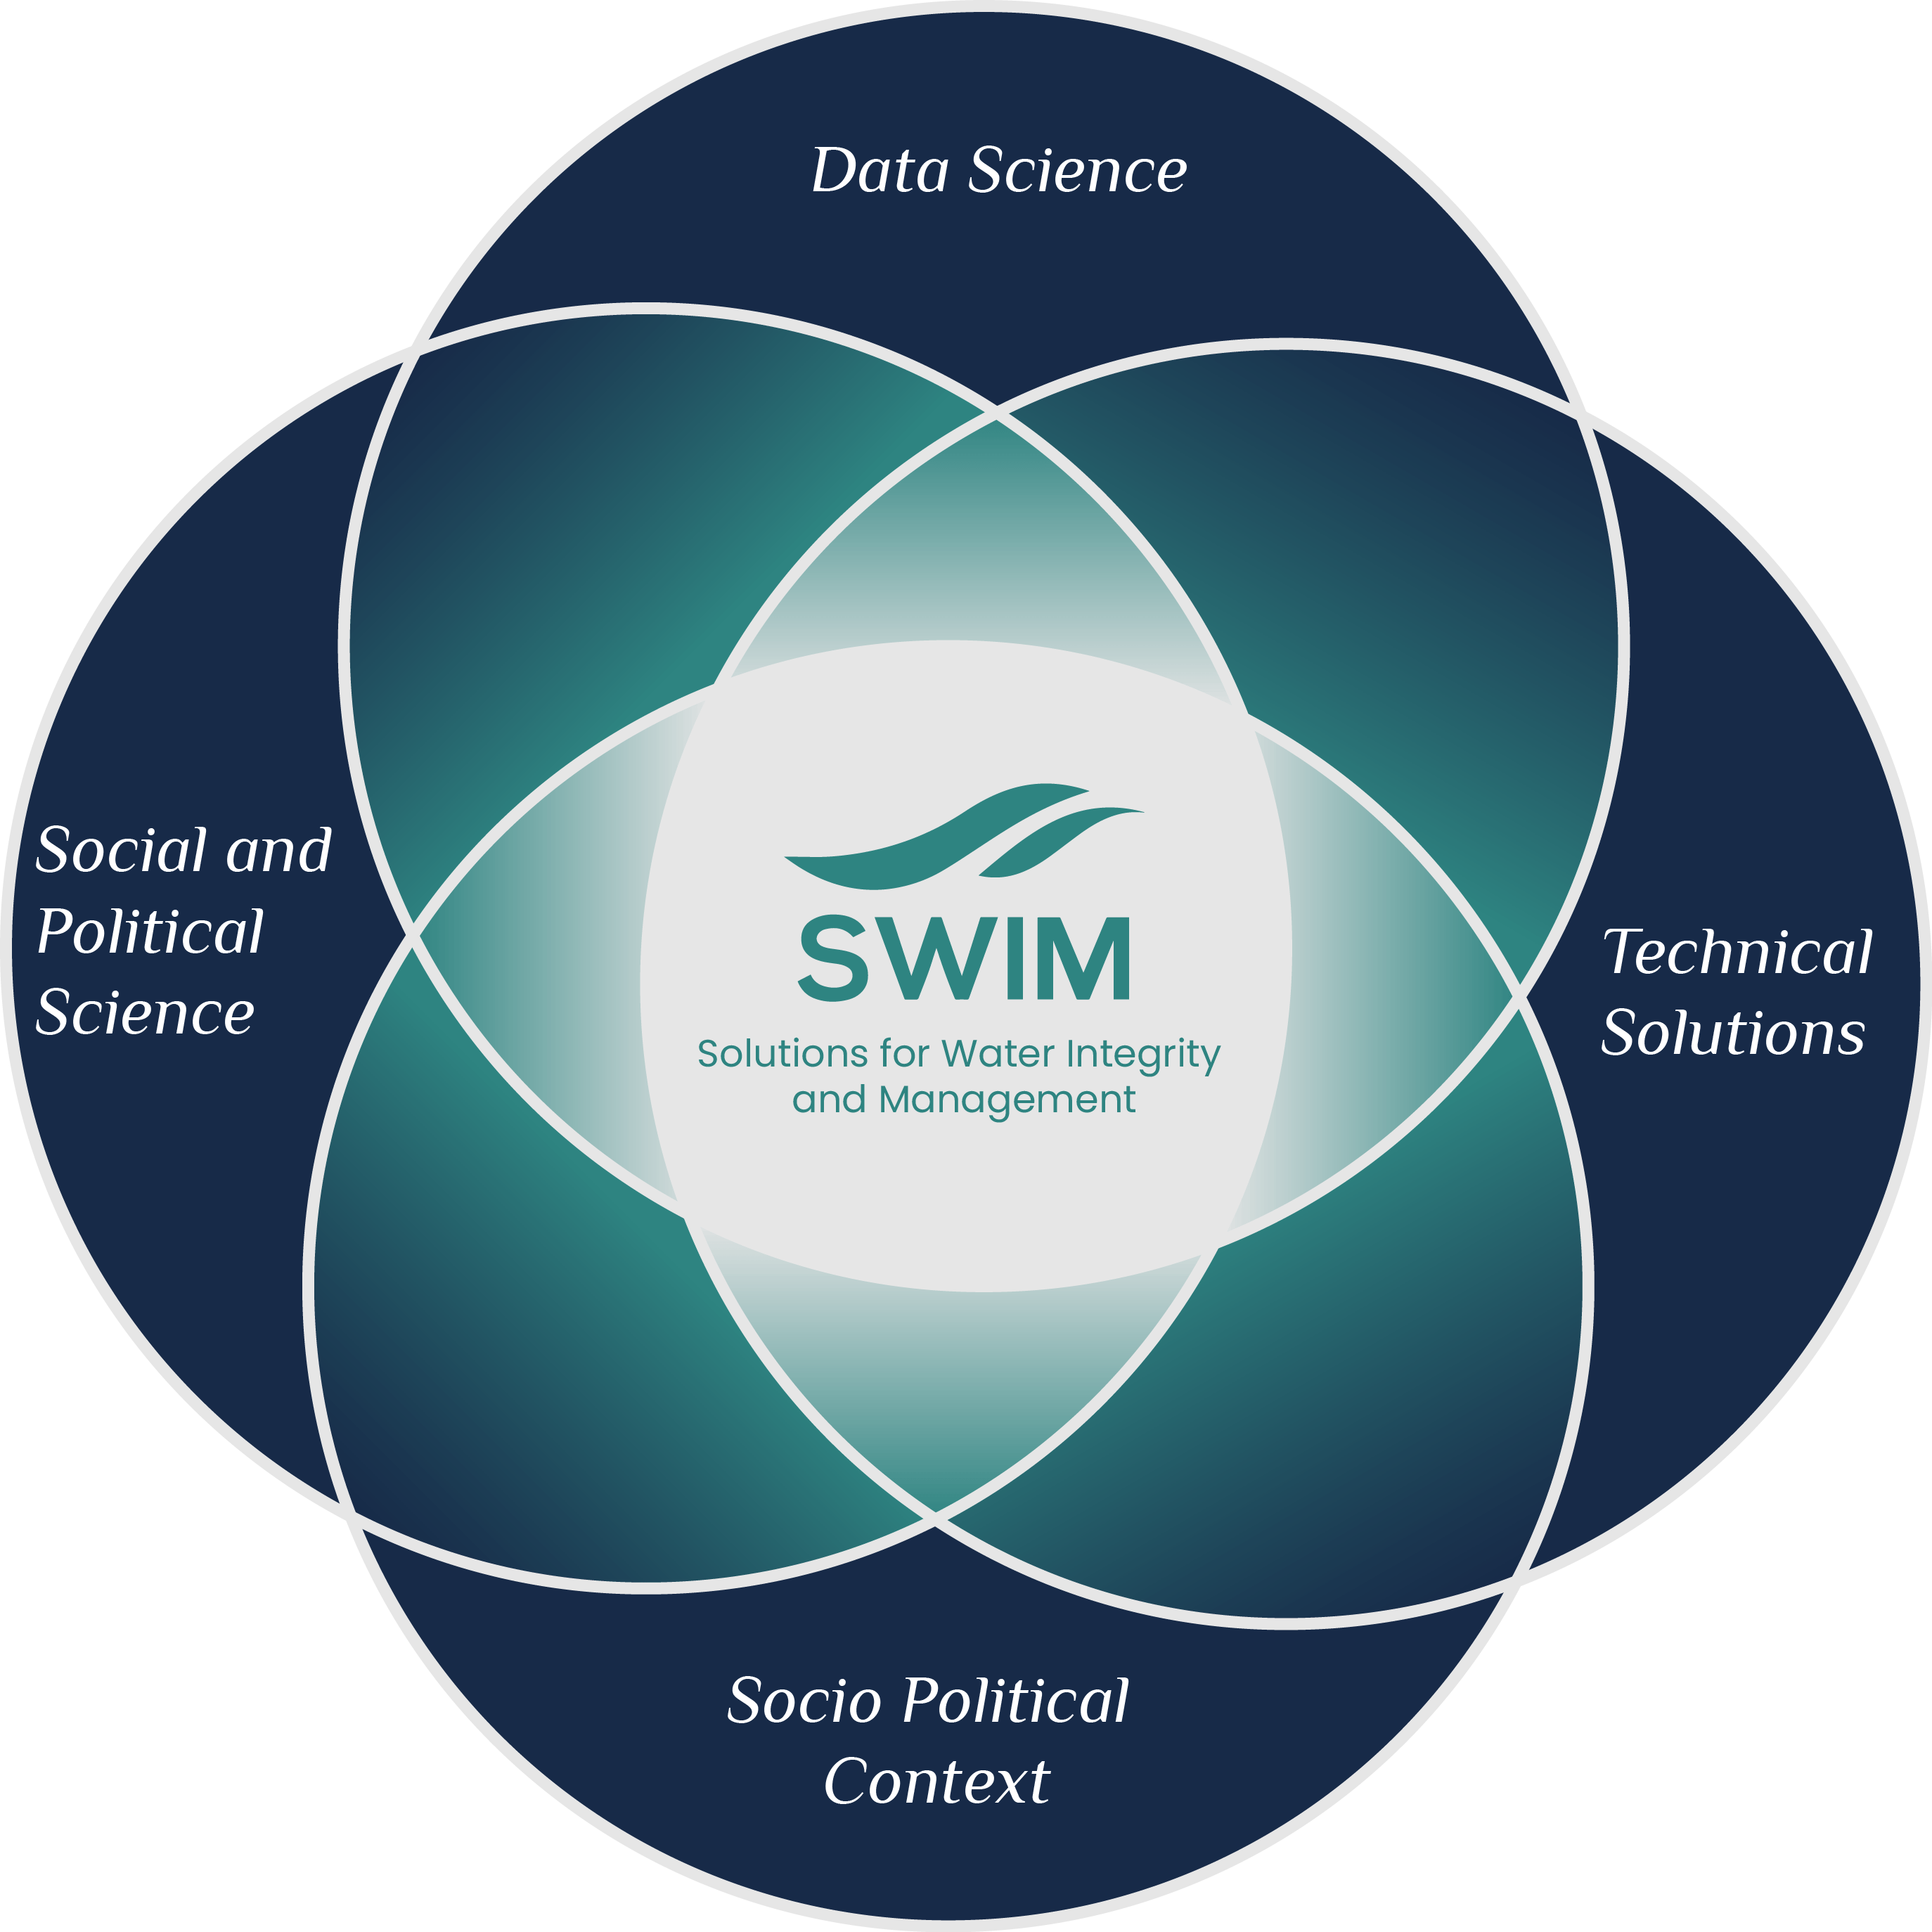 Data Science
Social and
Political
Science
Technical
Solutions
SWIM
Solutions for Water Integrity
and Management
Socio Political
Context